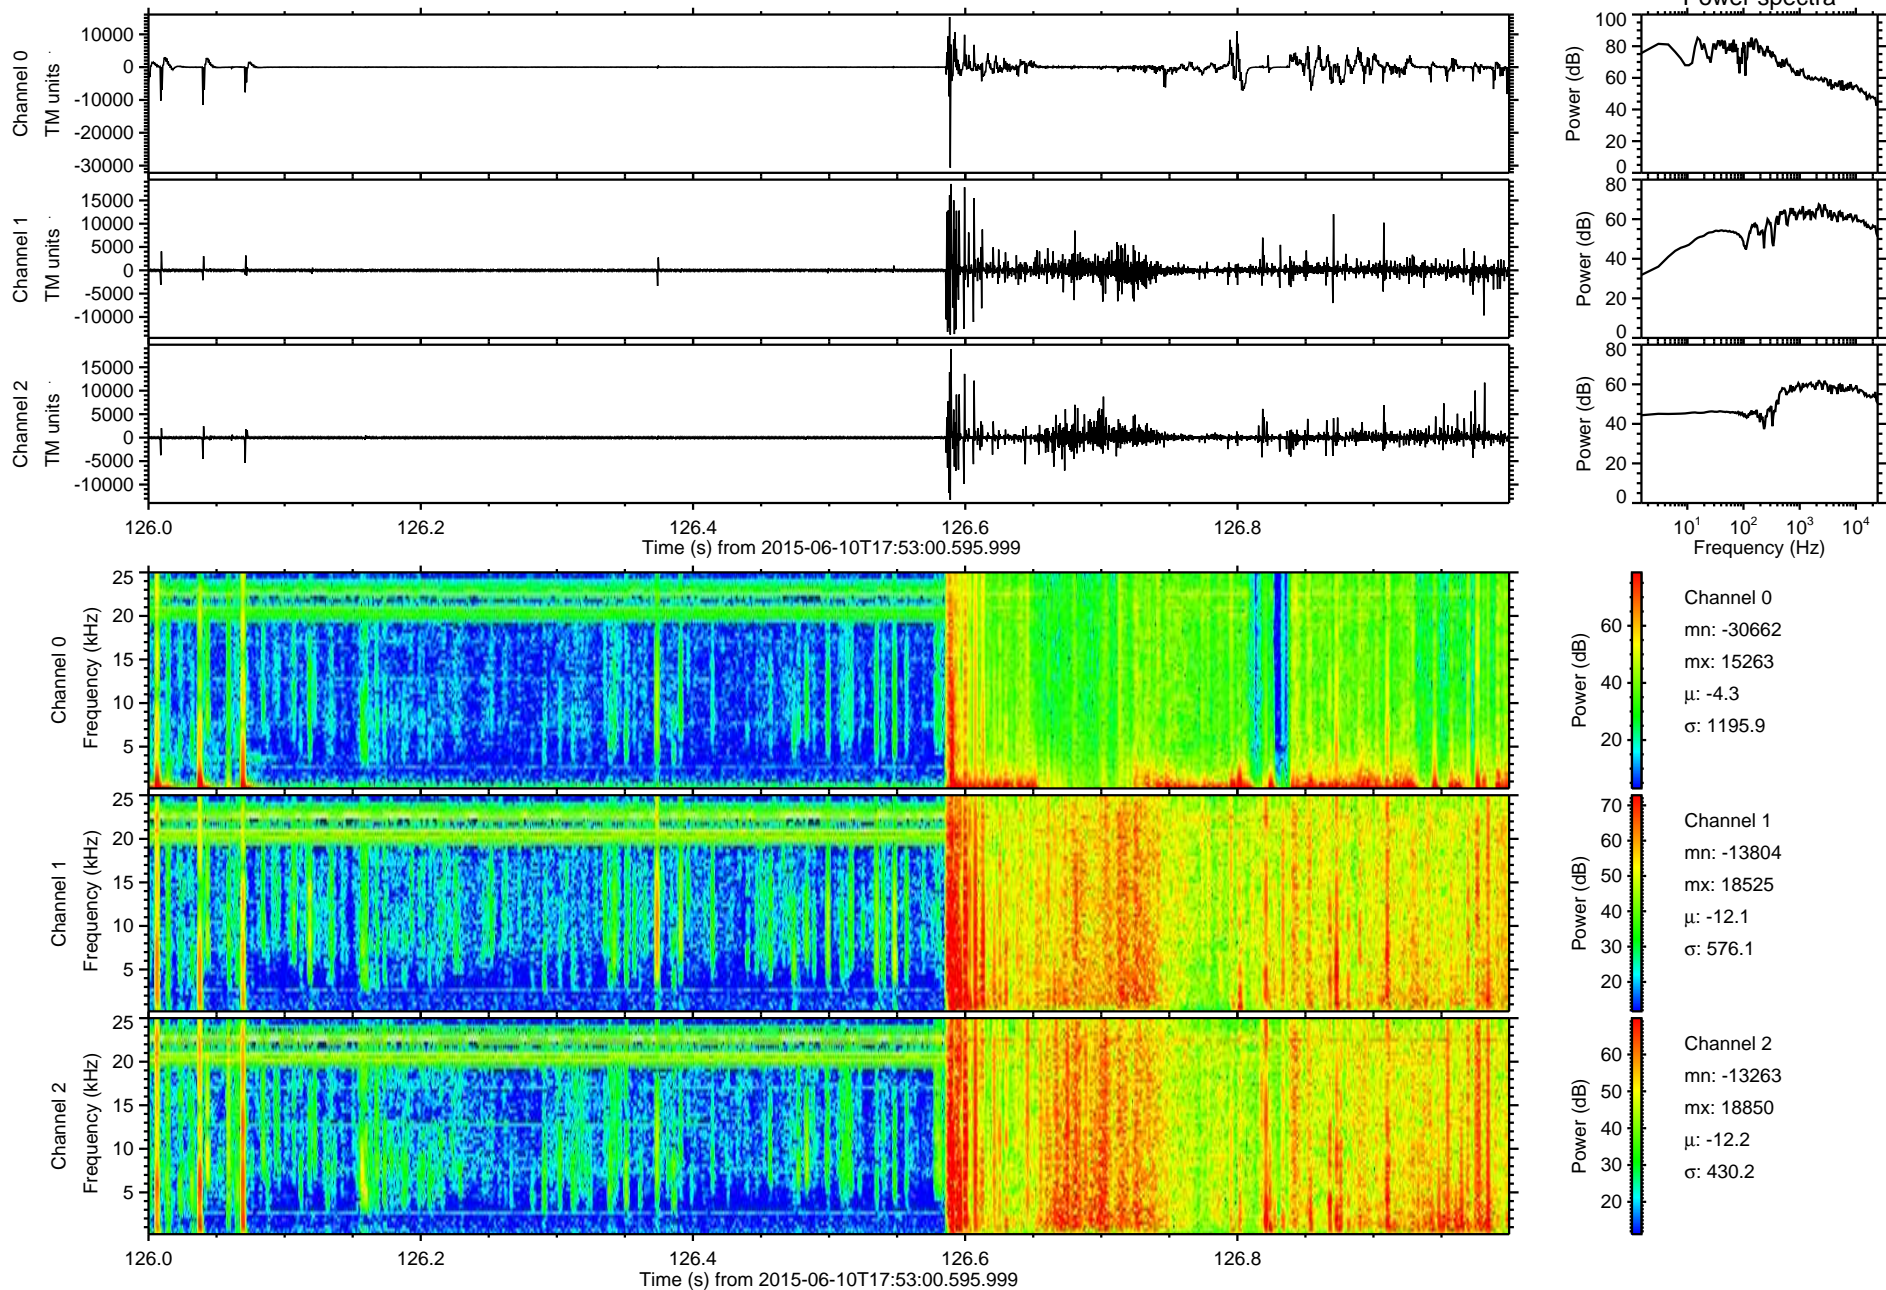 Power spectra
Channel 0
TM units
10000
0
-10000
-20000
-30000
Power (dB)
100
80
60
40
20
0
Channel 1
TM units
15000
10000
5000
0
-5000
-10000
Power (dB)
80
60
40
20
0
Channel 2
TM units
15000
10000
5000
0
-5000
-10000
Power (dB)
80
60
40
20
0
126.0 126.2 126.4 126.6 126.8
Time (s) from 2015-06-10T17:53:00.595.999
10¹ 10² 10³ 10⁴
Frequency (Hz)
Channel 0
Frequency (kHz)
25
20
15
10
5
Power (dB)
60
40
20
Channel 0
mn: -30662
mx: 15263
μ: -4.3
σ: 1195.9
Channel 1
Frequency (kHz)
25
20
15
10
5
Power (dB)
70
60
50
40
30
20
Channel 1
mn: -13804
mx: 18525
μ: -12.1
σ: 576.1
Channel 2
Frequency (kHz)
25
20
15
10
5
Power (dB)
60
50
40
30
20
Channel 2
mn: -13263
mx: 18850
μ: -12.2
σ: 430.2
126.0 126.2 126.4 126.6 126.8
Time (s) from 2015-06-10T17:53:00.595.999